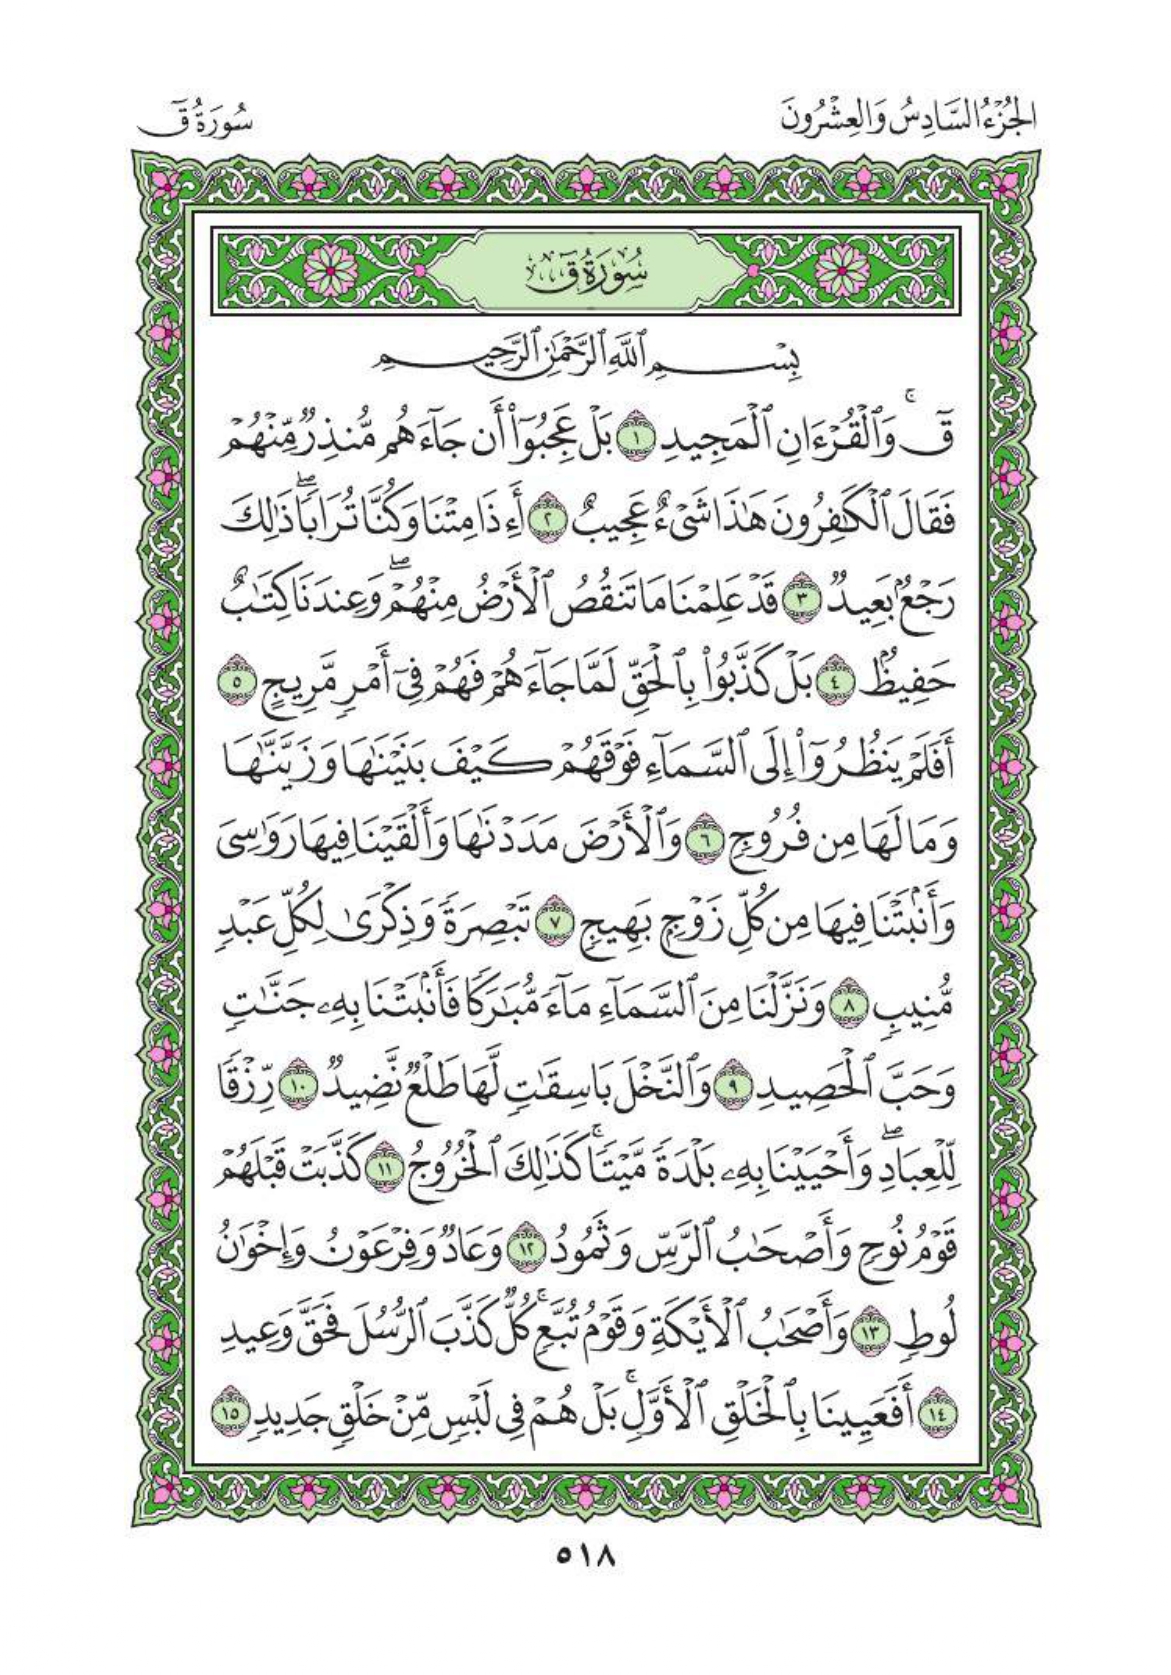 الجُزْءُ السَّادِسُ وَالعِشْرُونَ
سُورَةُ قٓ
سُورَةُ قٓ
بِسْمِ ٱللَّهِ ٱلرَّحْمَٰنِ ٱلرَّحِيمِ
قٓۚ وَٱلْقُرْءَانِ ٱلْمَجِيدِ ١ بَلْ عَجِبُوٓا۟ أَن جَآءَهُم مُّنذِرٌ مِّنْهُمْ
فَقَالَ ٱلْكَٰفِرُونَ هَٰذَا شَىْءٌ عَجِيبٌ ٢ أَءِذَا مِتْنَا وَكُنَّا تُرَابًاۖ ذَٰلِكَ
رَجْعٌۢ بَعِيدٌ ٣ قَدْ عَلِمْنَا مَا تَنقُصُ ٱلْأَرْضُ مِنْهُمْۖ وَعِندَنَا كِتَٰبٌ
حَفِيظٌۢ ٤ بَلْ كَذَّبُوا۟ بِٱلْحَقِّ لَمَّا جَآءَهُمْ فَهُمْ فِىٓ أَمْرٍ مَّرِيجٍ ٥
أَفَلَمْ يَنظُرُوٓا۟ إِلَى ٱلسَّمَآءِ فَوْقَهُمْ كَيْفَ بَنَيْنَٰهَا وَزَيَّنَّٰهَا
وَمَا لَهَا مِن فُرُوجٍ ٦ وَٱلْأَرْضَ مَدَدْنَٰهَا وَأَلْقَيْنَا فِيهَا رَوَٰسِىَ
وَأَنۢبَتْنَا فِيهَا مِن كُلِّ زَوْجٍۭ بَهِيجٍ ٧ تَبْصِرَةً وَذِكْرَىٰ لِكُلِّ عَبْدٍ
مُّنِيبٍ ٨ وَنَزَّلْنَا مِنَ ٱلسَّمَآءِ مَآءً مُّبَٰرَكًا فَأَنۢبَتْنَا بِهِۦ جَنَّٰتٍ
وَحَبَّ ٱلْحَصِيدِ ٩ وَٱلنَّخْلَ بَاسِقَٰتٍ لَّهَا طَلْعٌ نَّضِيدٌ ١٠ رِّزْقًا
لِّلْعِبَادِۖ وَأَحْيَيْنَا بِهِۦ بَلْدَةً مَّيْتًاۚ كَذَٰلِكَ ٱلْخُرُوجُ ١١ كَذَّبَتْ قَبْلَهُمْ
قَوْمُ نُوحٍ وَأَصْحَٰبُ ٱلرَّسِّ وَثَمُودُ ١٢ وَعَادٌ وَفِرْعَوْنُ وَإِخْوَٰنُ
لُوطٍ ١٣ وَأَصْحَٰبُ ٱلْأَيْكَةِ وَقَوْمُ تُبَّعٍۚ كُلٌّ كَذَّبَ ٱلرُّسُلَ فَحَقَّ وَعِيدِ
١٤ أَفَعَيِينَا بِٱلْخَلْقِ ٱلْأَوَّلِۚ بَلْ هُمْ فِى لَبْسٍ مِّنْ خَلْقٍ جَدِيدٍ ١٥
٥١٨